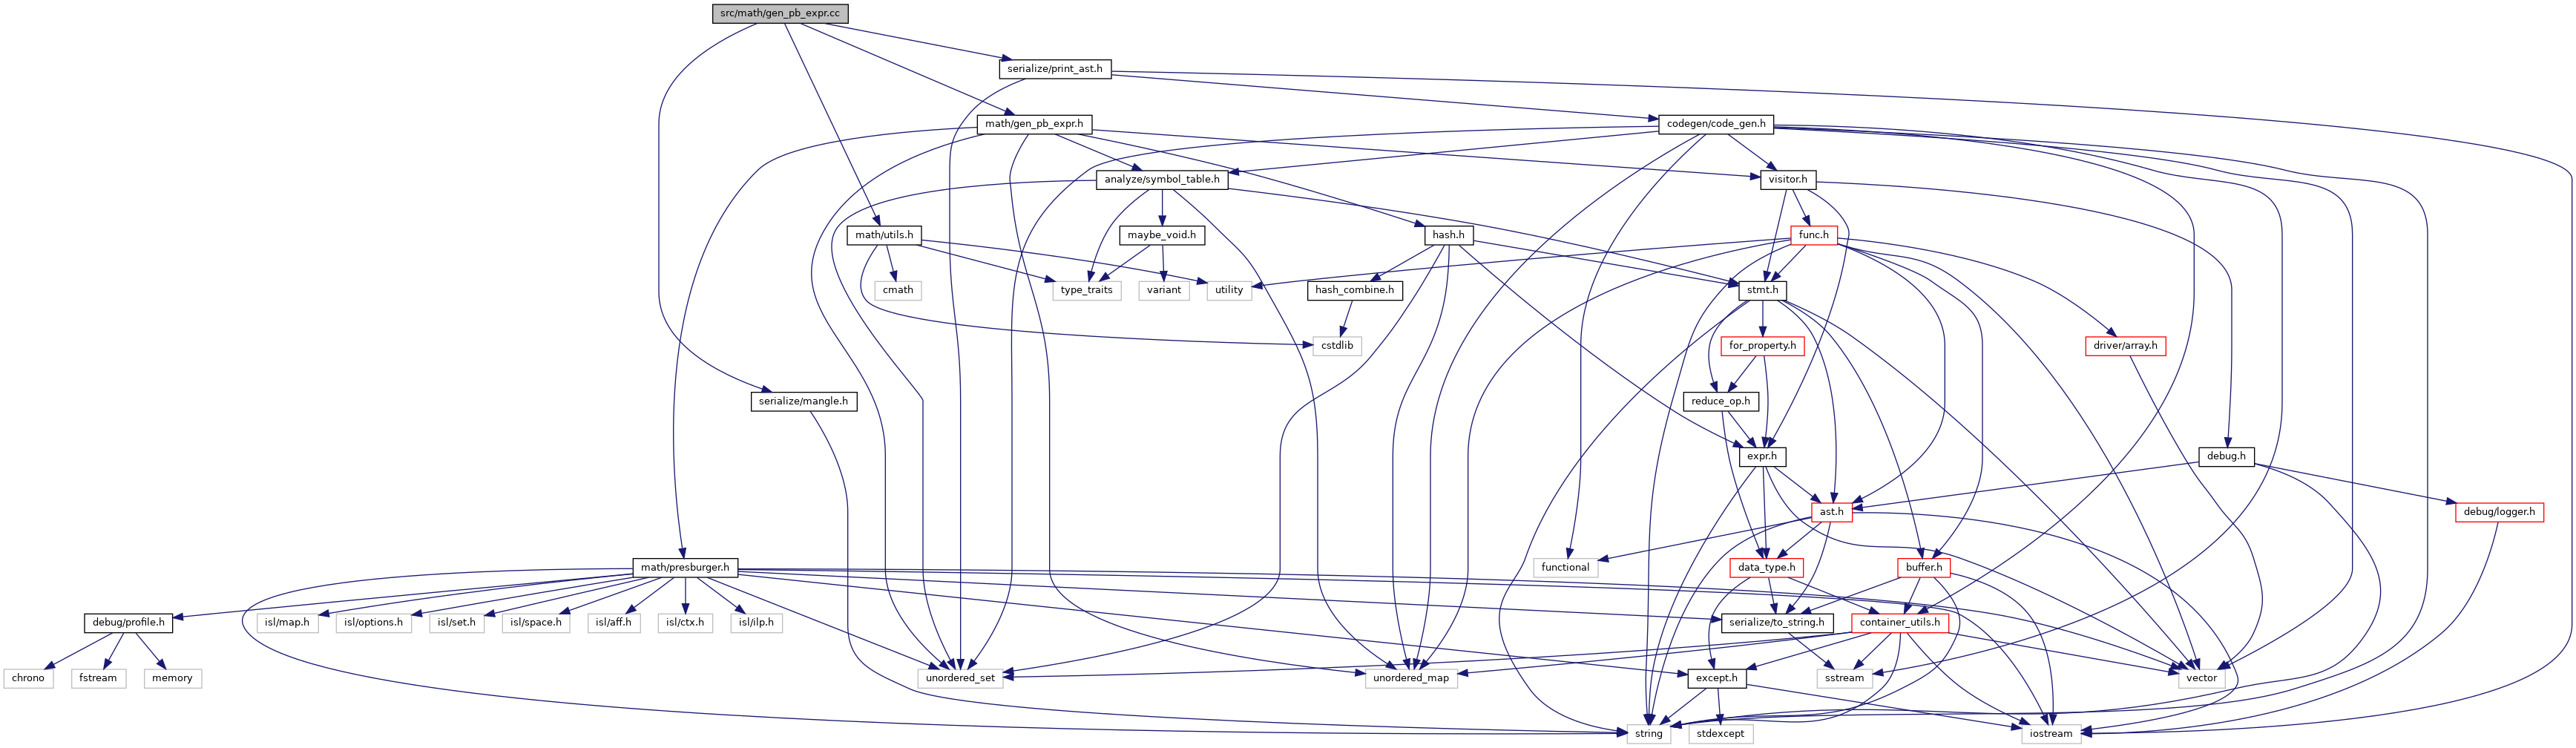 src/math/gen_pb_expr.cc
serialize/print_ast.h
math/gen_pb_expr.h
codegen/code_gen.h
analyze/symbol_table.h
visitor.h
math/utils.h
maybe_void.h
hash.h
func.h
cmath
type_traits
variant
utility
hash_combine.h
stmt.h
cstdlib
for_property.h
driver/array.h
serialize/mangle.h
reduce_op.h
expr.h
debug.h
ast.h
debug/logger.h
math/presburger.h
functional
data_type.h
buffer.h
debug/profile.h
isl/map.h
isl/options.h
isl/set.h
isl/space.h
isl/aff.h
isl/ctx.h
isl/ilp.h
serialize/to_string.h
container_utils.h
chrono
fstream
memory
unordered_set
unordered_map
except.h
sstream
vector
string
stdexcept
iostream